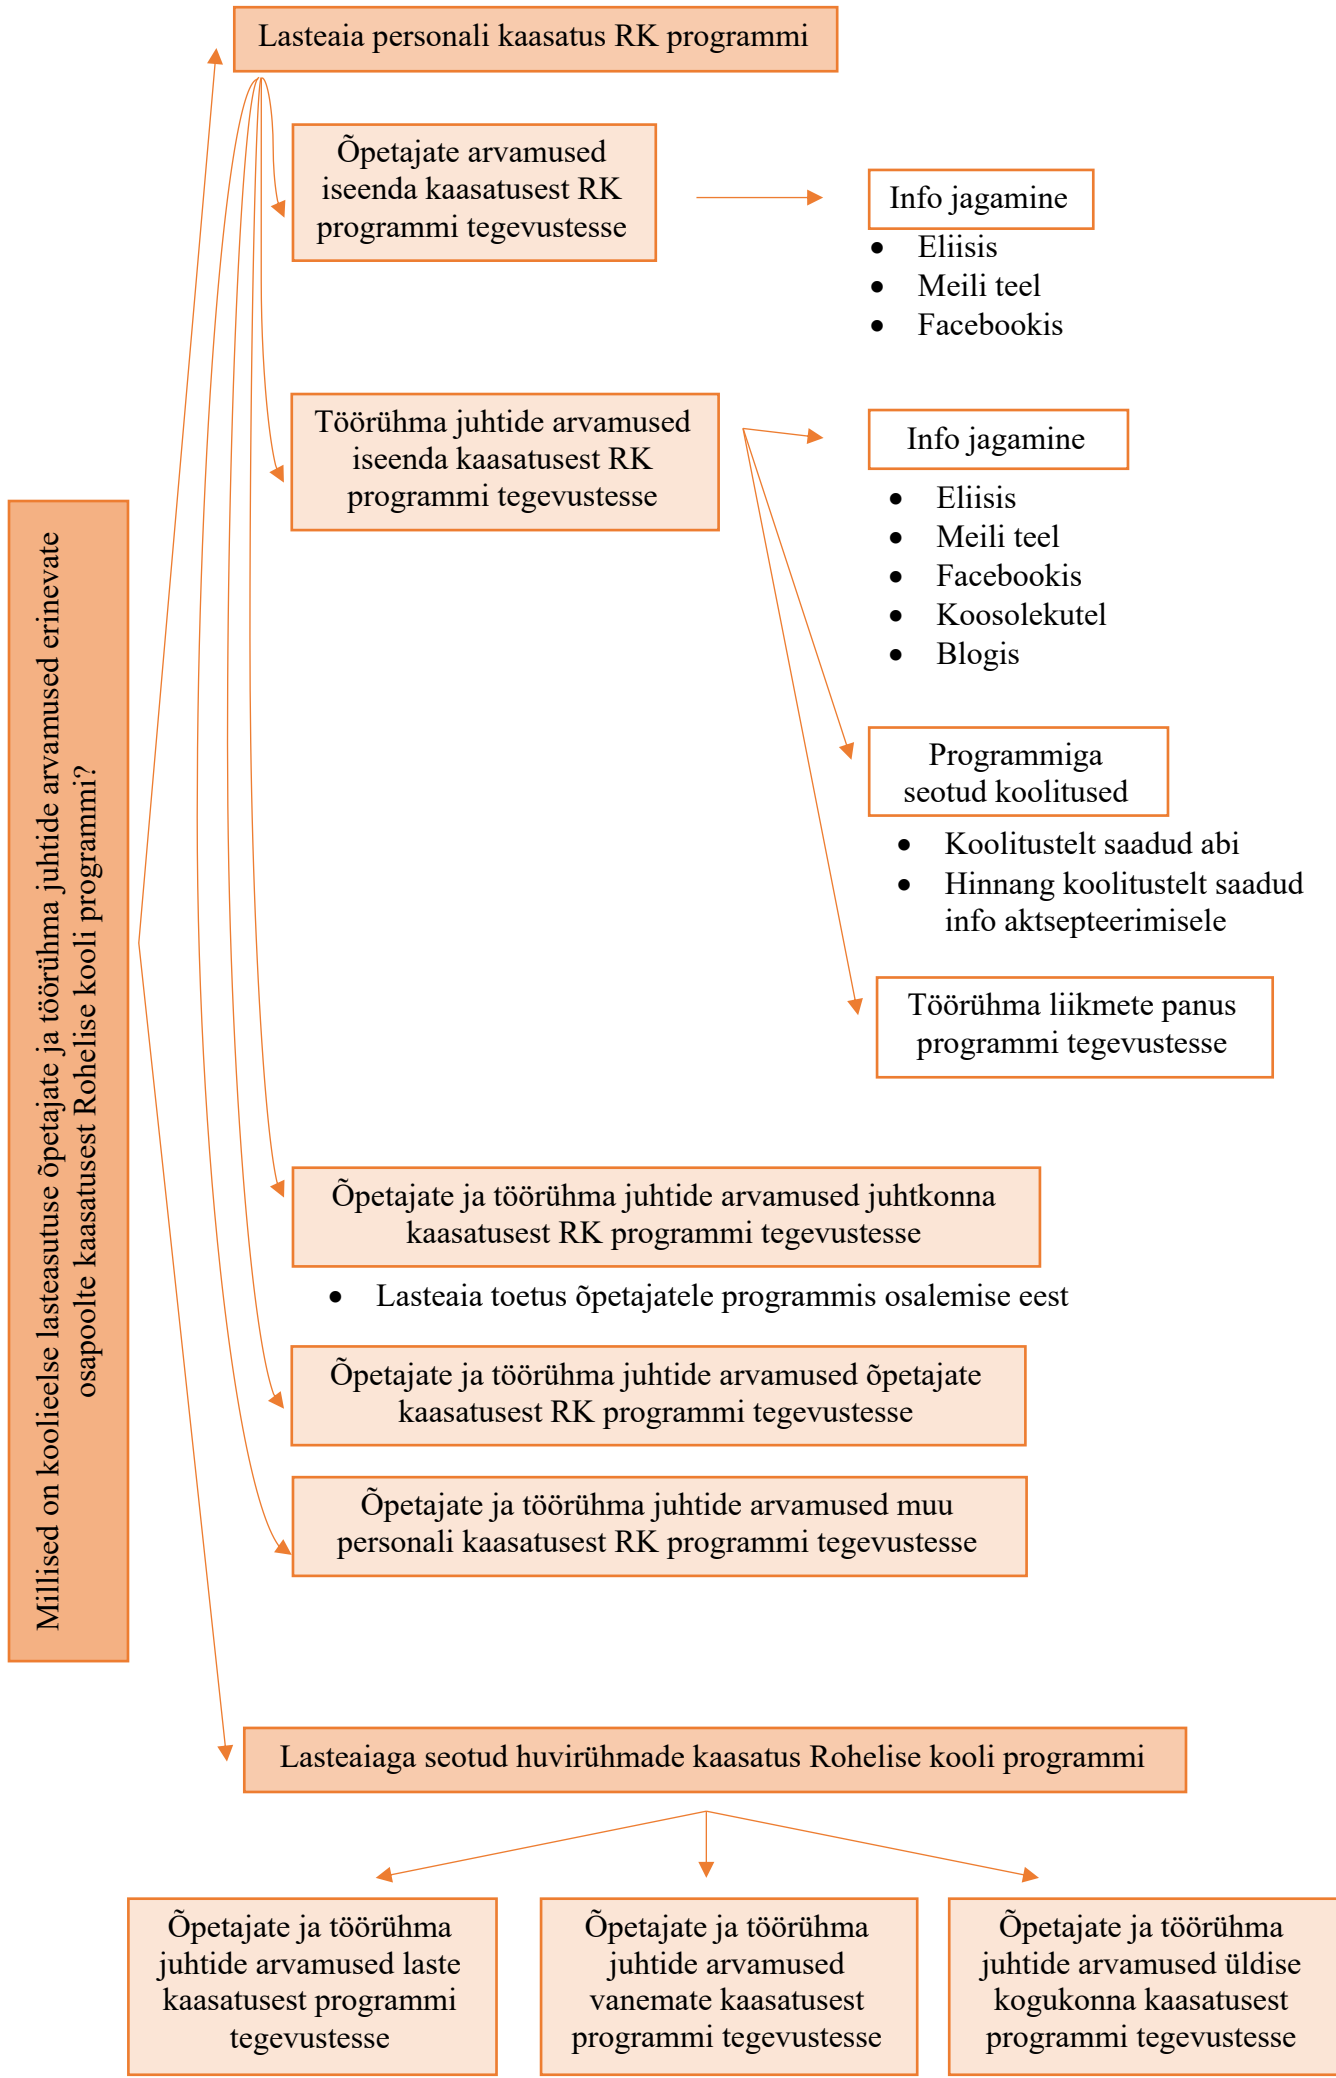 Lasteaia personali kaasatus RK programmi
Õpetajate arvamused
iseenda kaasatusest RK
programmi tegevustesse
Info jagamine
• Eliisis
• Meili teel
• Facebookis
Töörühma juhtide arvamused
iseenda kaasatusest RK
programmi tegevustesse
Info jagamine
• Eliisis
• Meili teel
• Facebookis
• Koosolekutel
• Blogis
Programmiga
seotud koolitused
• Koolitustelt saadud abi
• Hinnang koolitustelt saadud
info aktsepteerimisele
Töörühma liikmete panus
programmi tegevustesse
Millised on koolieelse lasteasutuse õpetajate ja töörühma juhtide arvamused erinevate
osapoolte kaasatusest Rohelise kooli programmi?
Õpetajate ja töörühma juhtide arvamused juhtkonna
kaasatusest RK programmi tegevustesse
• Lasteaia toetus õpetajatele programmis osalemise eest
Õpetajate ja töörühma juhtide arvamused õpetajate
kaasatusest RK programmi tegevustesse
Õpetajate ja töörühma juhtide arvamused muu
personali kaasatusest RK programmi tegevustesse
Lasteaiaga seotud huvirühmade kaasatus Rohelise kooli programmi
Õpetajate ja töörühma
juhtide arvamused laste
kaasatusest programmi
tegevustesse
Õpetajate ja töörühma
juhtide arvamused
vanemate kaasatusest
programmi tegevustesse
Õpetajate ja töörühma
juhtide arvamused üldise
kogukonna kaasatusest
programmi tegevustesse